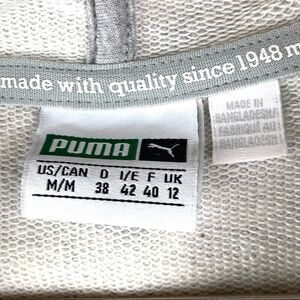 made with quality since 1948 m
PUMA
US/CAN D I/E F UK
M/M 38 42 40 12
MADE IN
BANGLADESH/
FABRIQUÉ AU
BANGLADESH/